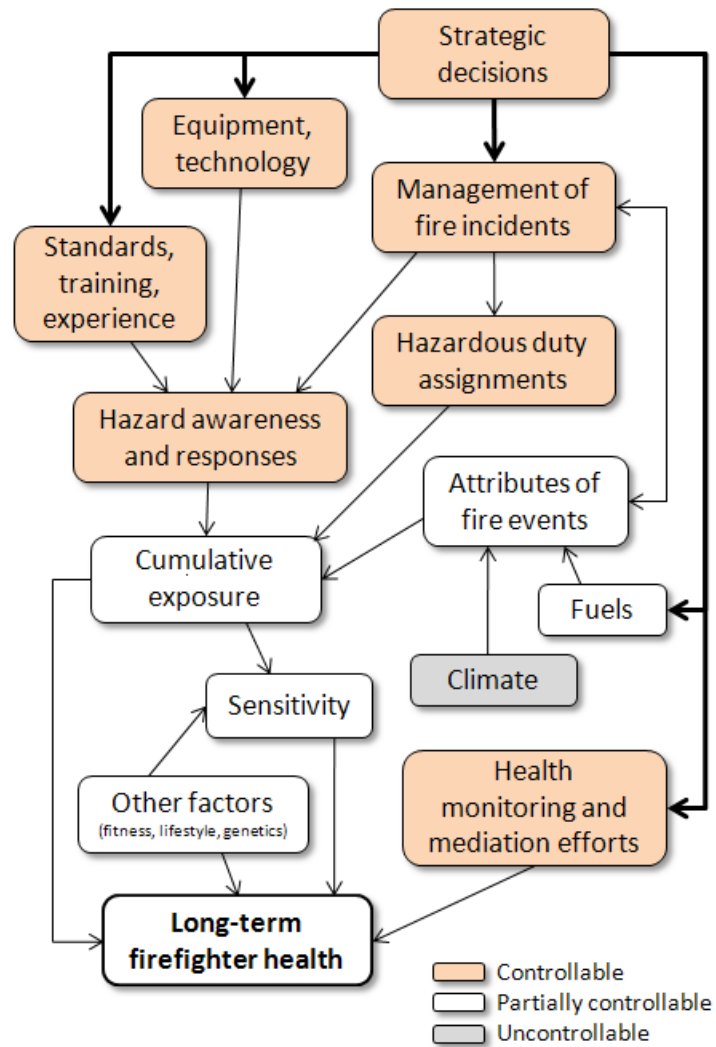 Strategic
decisions
Equipment,
technology
Management of
fire incidents
Standards,
training,
experience
Hazardous duty
assignments
Hazard awareness
and responses
Attributes of
fire events
Cumulative
exposure
Fuels
Climate
Sensitivity
Health
monitoring and
mediation efforts
Other factors
(fitness, lifestyle, genetics)
Long-term
firefighter health
Controllable
Partially controllable
Uncontrollable